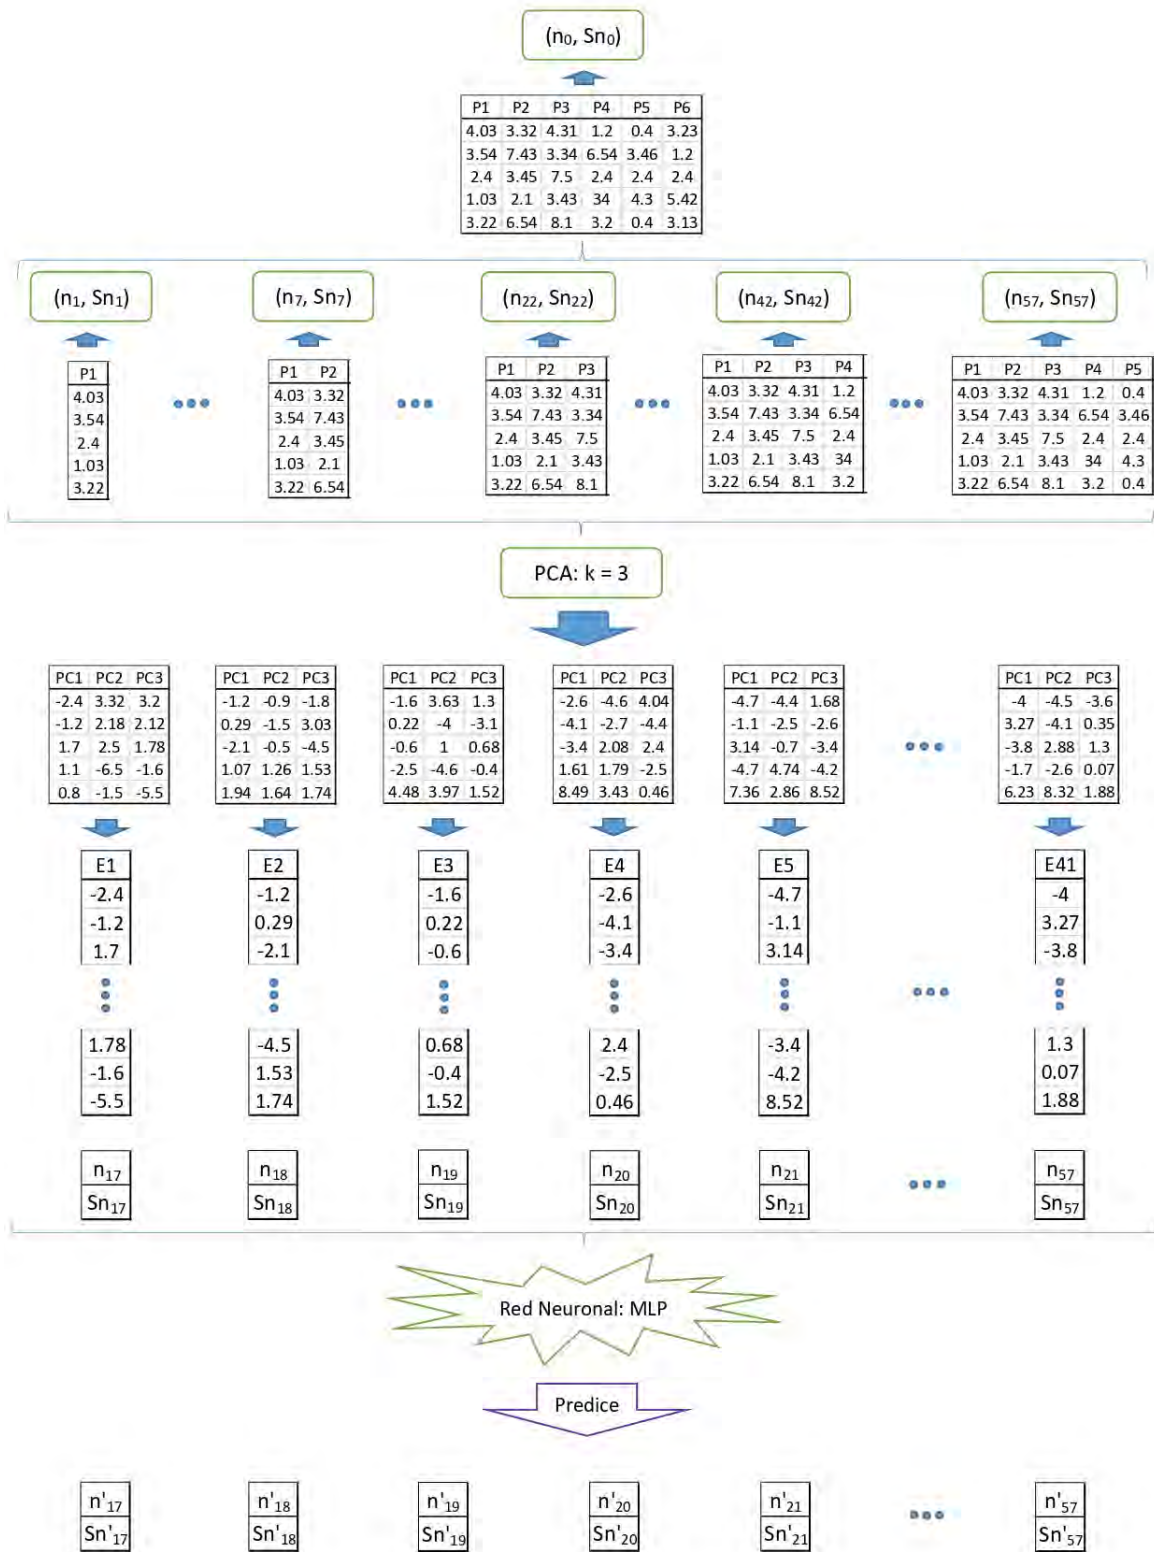 (n₀, Sn₀)
P1 P2 P3 P4 P5 P6
4.03 3.32 4.31 1.2 0.4 3.23
3.54 7.43 3.34 6.54 3.46 1.2
2.4 3.45 7.5 2.4 2.4 2.4
1.03 2.1 3.43 34 4.3 5.42
3.22 6.54 8.1 3.2 0.4 3.13
(n₁, Sn₁) (n₇, Sn₇) (n₂₂, Sn₂₂) (n₄₂, Sn₄₂) (n₅₇, Sn₅₇)
P1
4.03
3.54
2.4
1.03
3.22
P1 P2
4.03 3.32
3.54 7.43
2.4 3.45
1.03 2.1
3.22 6.54
P1 P2 P3
4.03 3.32 4.31
3.54 7.43 3.34
2.4 3.45 7.5
1.03 2.1 3.43
3.22 6.54 8.1
P1 P2 P3 P4
4.03 3.32 4.31 1.2
3.54 7.43 3.34 6.54
2.4 3.45 7.5 2.4
1.03 2.1 3.43 34
3.22 6.54 8.1 3.2
P1 P2 P3 P4 P5
4.03 3.32 4.31 1.2 0.4
3.54 7.43 3.34 6.54 3.46
2.4 3.45 7.5 2.4 2.4
1.03 2.1 3.43 34 4.3
3.22 6.54 8.1 3.2 0.4
PCA: k = 3
PC1 PC2 PC3
-2.4 3.32 3.2
-1.2 2.18 2.12
1.7 2.5 1.78
1.1 -6.5 -1.6
0.8 -1.5 -5.5
PC1 PC2 PC3
-1.2 -0.9 -1.8
0.29 -1.5 3.03
-2.1 -0.5 -4.5
1.07 1.26 1.53
1.94 1.64 1.74
PC1 PC2 PC3
-1.6 3.63 1.3
0.22 -4 -3.1
-0.6 1 0.68
-2.5 -4.6 -0.4
4.48 3.97 1.52
PC1 PC2 PC3
-2.6 -4.6 4.04
-4.1 -2.7 -4.4
-3.4 2.08 2.4
1.61 1.79 -2.5
8.49 3.43 0.46
PC1 PC2 PC3
-4.7 -4.4 1.68
-1.1 -2.5 -2.6
3.14 -0.7 -3.4
-4.7 4.74 -4.2
7.36 2.86 8.52
PC1 PC2 PC3
-4 -4.5 -3.6
3.27 -4.1 0.35
-3.8 2.88 1.3
-1.7 -2.6 0.07
6.23 8.32 1.88
E1 E2 E3 E4 E5 E41
-2.4 -1.2 -1.6 -2.6 -4.7 -4
-1.2 0.29 0.22 -4.1 -1.1 3.27
1.7 -2.1 -0.6 -3.4 3.14 -3.8
1.78 -4.5 0.68 2.4 -3.4 1.3
-1.6 1.53 -0.4 -2.5 -4.2 0.07
-5.5 1.74 1.52 0.46 8.52 1.88
n₁₇ n₁₈ n₁₉ n₂₀ n₂₁ n₅₇
Sn₁₇ Sn₁₈ Sn₁₉ Sn₂₀ Sn₂₁ Sn₅₇
Red Neuronal: MLP
Predice
n'₁₇ n'₁₈ n'₁₉ n'₂₀ n'₂₁ n'₅₇
Sn'₁₇ Sn'₁₈ Sn'₁₉ Sn'₂₀ Sn'₂₁ Sn'₅₇